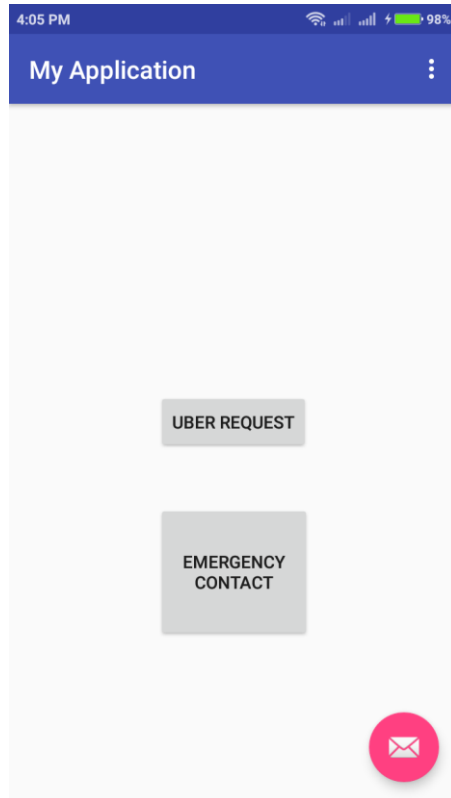 4:05 PM 98%
My Application
UBER REQUEST
EMERGENCY
CONTACT